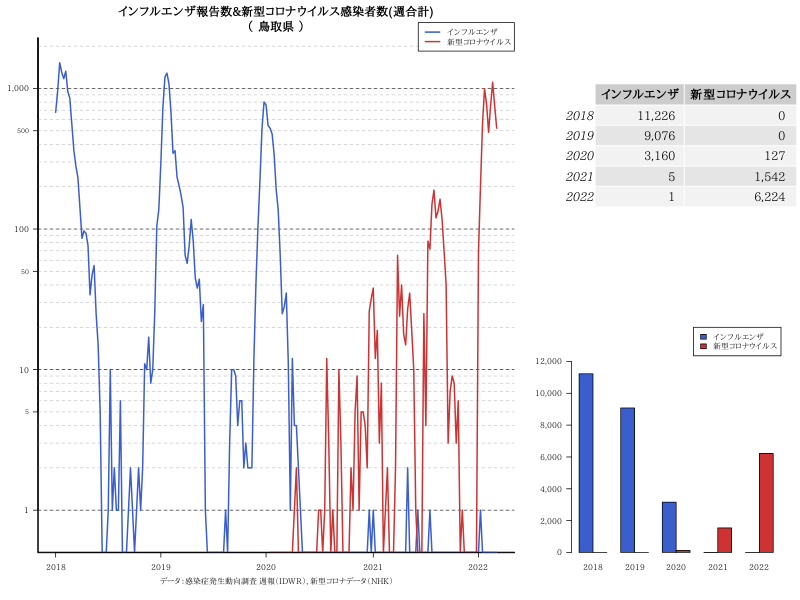 インフルエンザ報告数&新型コロナウイルス感染者数(週合計)
( 鳥取県 )
インフルエンザ
新型コロナウイルス
1,000
500
100
50
10
5
1
2018 2019 2020 2021 2022
データ：感染症発生動向調査 週報(IDWR), 新型コロナデータ(NHK)
インフルエンザ 新型コロナウイルス
2018 11,226 0
2019 9,076 0
2020 3,160 127
2021 5 1,542
2022 1 6,224
インフルエンザ
新型コロナウイルス
12,000
10,000
8,000
6,000
4,000
2,000
0
2018 2019 2020 2021 2022